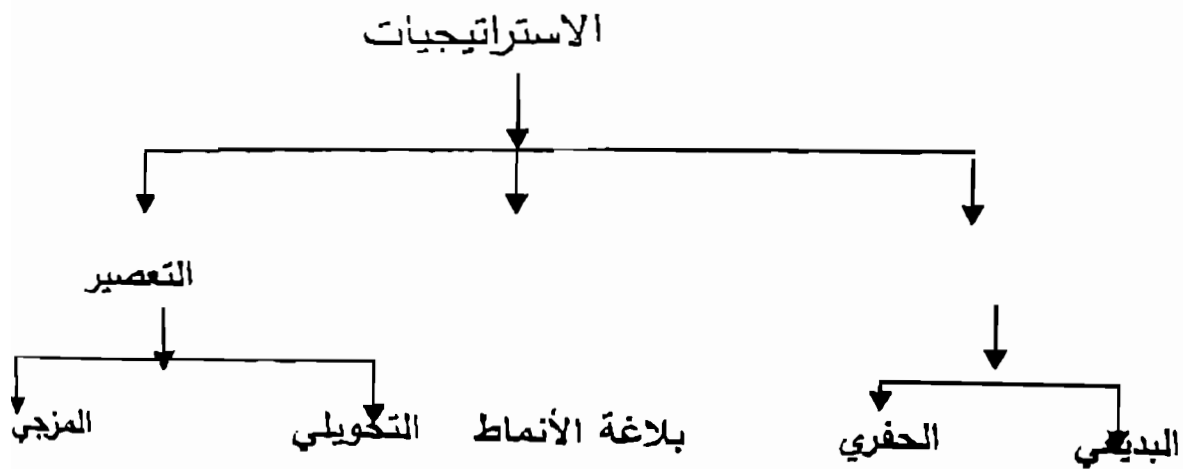 الاستراتيجيات
التعصير
البديعي الحفري بلاغة الأنماط التحويلي المزجي